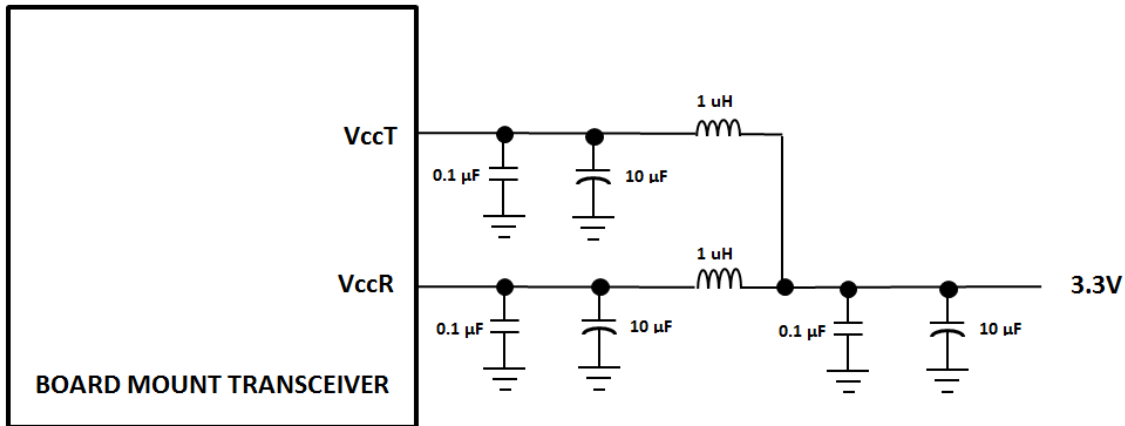 1 uH
VccT
0.1 µF
10 µF
1 uH
VccR
3.3V
0.1 µF
10 µF
0.1 µF
10 µF
BOARD MOUNT TRANSCEIVER